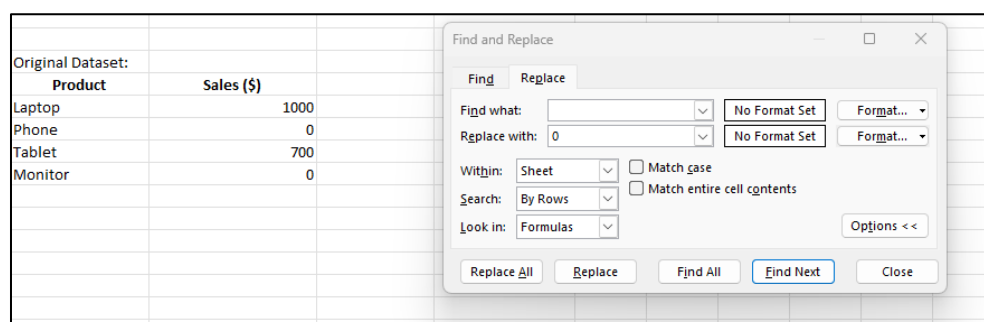 Original Dataset:
Product Sales ($)
Laptop 1000
Phone 0
Tablet 700
Monitor 0
Find and Replace
Find Replace
Find what: No Format Set Format...
Replace with: 0 No Format Set Format...
Within: Sheet Match case
Match entire cell contents
Search: By Rows
Look in: Formulas Options <<
Replace All Replace Find All Find Next Close